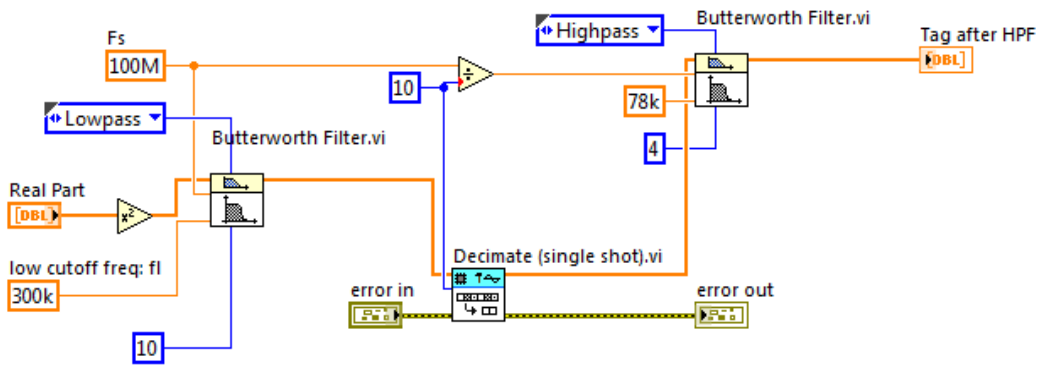 Fs
100M
Lowpass
Butterworth Filter.vi
Real Part
[DBL]
x²
low cutoff freq: fl
300k
10
10
÷
Highpass
Butterworth Filter.vi
78k
4
Tag after HPF
[DBL]
Decimate (single shot).vi
error in
error out